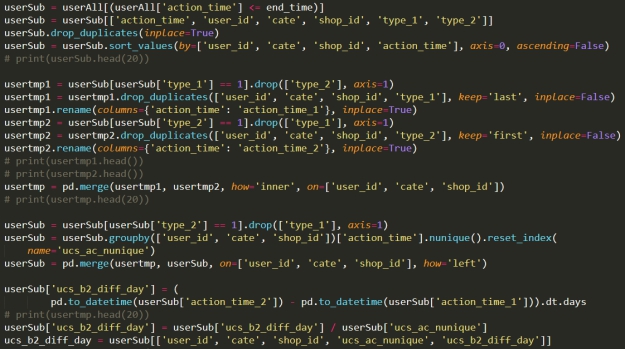 userSub = userAll[(userAll['action_time'] <= end_time)]
userSub = userSub[['action_time', 'user_id', 'cate', 'shop_id', 'type_1', 'type_2']]
userSub.drop_duplicates(inplace=True)
userSub = userSub.sort_values(by=['user_id', 'cate', 'shop_id', 'action_time'], axis=0, ascending=False)
# print(userSub.head(20))
usertmp1 = userSub[userSub['type_1'] == 1].drop(['type_2'], axis=1)
usertmp1 = usertmp1.drop_duplicates(['user_id', 'cate', 'shop_id', 'type_1'], keep='last', inplace=False)
usertmp1.rename(columns={'action_time': 'action_time_1'}, inplace=True)
usertmp2 = userSub[userSub['type_2'] == 1].drop(['type_1'], axis=1)
usertmp2 = usertmp2.drop_duplicates(['user_id', 'cate', 'shop_id', 'type_2'], keep='first', inplace=False)
usertmp2.rename(columns={'action_time': 'action_time_2'}, inplace=True)
# print(usertmp1.head())
# print(usertmp2.head())
usertmp = pd.merge(usertmp1, usertmp2, how='inner', on=['user_id', 'cate', 'shop_id'])
# print(usertmp.head(20))
userSub = userSub[userSub['type_2'] == 1].drop(['type_1'], axis=1)
userSub = userSub.groupby(['user_id', 'cate', 'shop_id'])['action_time'].nunique().reset_index(
name='ucs_ac_nunique')
userSub = pd.merge(usertmp, userSub, on=['user_id', 'cate', 'shop_id'], how='left')
userSub['ucs_b2_diff_day'] = (
pd.to_datetime(userSub['action_time_2']) - pd.to_datetime(userSub['action_time_1'])).dt.days
# print(usertmp.head(20))
userSub['ucs_b2_diff_day'] = userSub['ucs_b2_diff_day'] / userSub['ucs_ac_nunique']
ucs_b2_diff_day = userSub[['user_id', 'cate', 'shop_id', 'ucs_ac_nunique', 'ucs_b2_diff_day']]